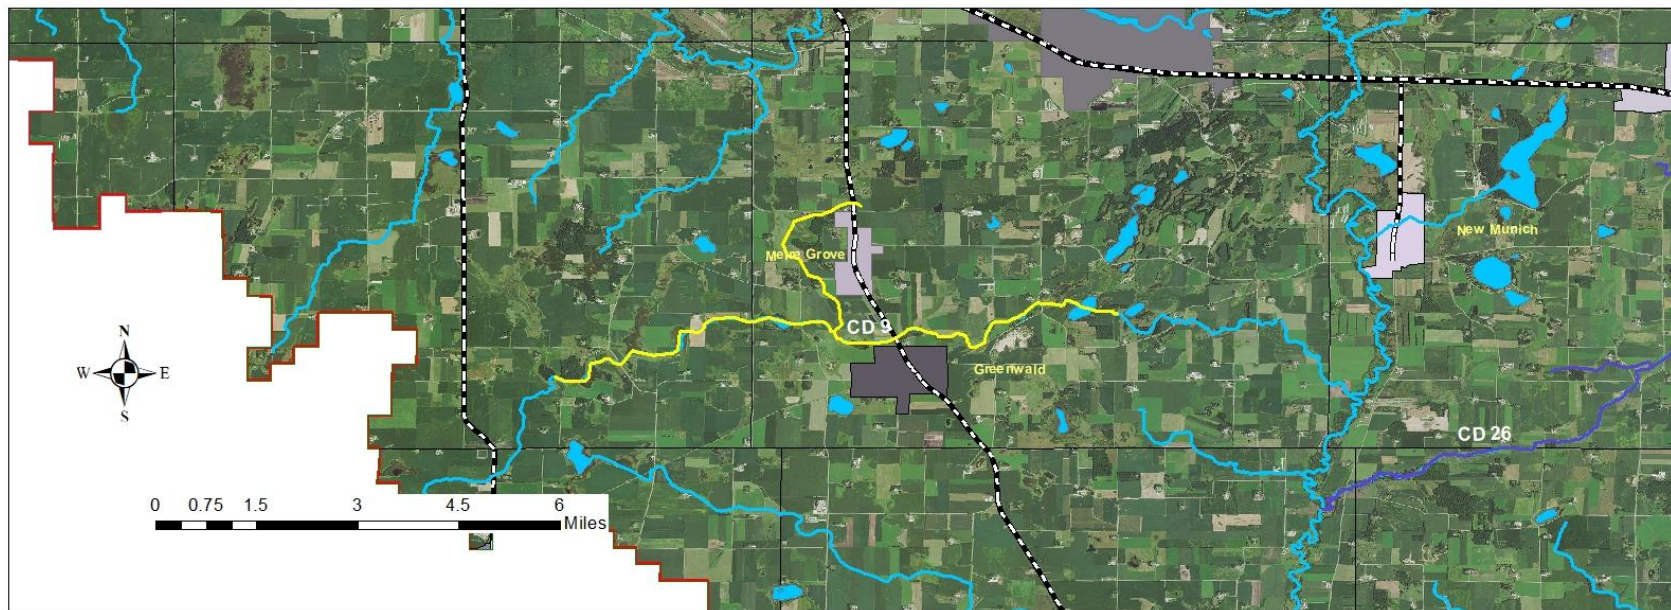 New Munich
Meire Grove
CD 9
N
W
E
S
Greenwald
CD 26
0 0.75 1.5 3 4.5 6
Miles